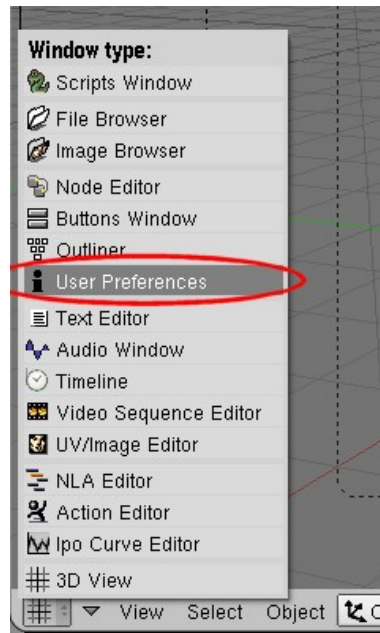 Window type:
Scripts Window
File Browser
Image Browser
Node Editor
Buttons Window
Outliner
User Preferences
Text Editor
Audio Window
Timeline
Video Sequence Editor
UV/Image Editor
NLA Editor
Action Editor
Ipo Curve Editor
3D View
View Select Object